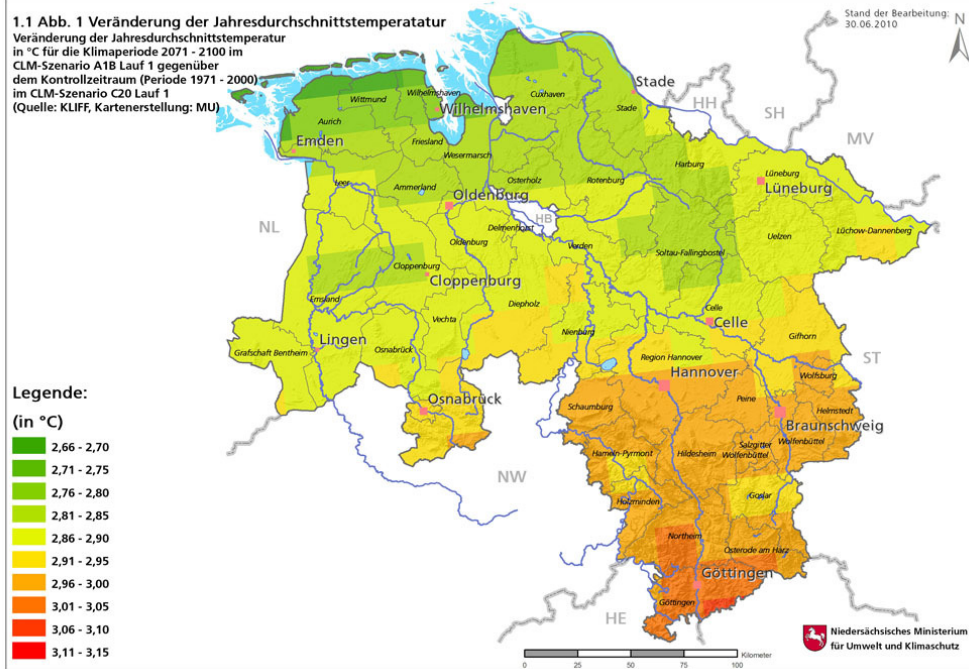 1.1 Abb. 1 Veränderung der Jahresdurchschnittstemperatatur
Veränderung der Jahresdurchschnittstemperatur
in °C für die Klimaperiode 2071 - 2100 im
CLM-Szenario A1B Lauf 1 gegenüber
dem Kontrollzeitraum (Periode 1971 - 2000)
im CLM-Szenario C20 Lauf 1
(Quelle: KLIFF, Kartenerstellung: MU)
Stand der Bearbeitung:
30.06.2010
N
Stade
Cuxhaven
Stade
HH
SH
MV
Wittmund
Wilhelmshaven
Wilhelmshaven
Aurich
Emden
Friesland
Wesermarsch
Leer
Ammerland
Osterholz
Rotenburg
Harburg
Lüneburg
Lüneburg
Oldenburg
HB
Delmenhorst
NL
Oldenburg
Verden
Uelzen
Lüchow-Dannenberg
Soltau-Fallingbostel
Cloppenburg
Cloppenburg
Emsland
Diepholz
Vechta
Celle
Celle
Nienburg
Gifhorn
Lingen
Grafschaft Bentheim
Osnabrück
Region Hannover
ST
Hannover
Wolfsburg
Osnabrück
Schaumburg
Peine
Helmstedt
Braunschweig
Salzgitter
Wolfenbüttel
Wolfenbüttel
Hameln-Pyrmont
Hildesheim
NW
Holzminden
Goslar
Northeim
Osterode am Harz
Göttingen
Göttingen
HE
Legende:
(in °C)
2,66 - 2,70
2,71 - 2,75
2,76 - 2,80
2,81 - 2,85
2,86 - 2,90
2,91 - 2,95
2,96 - 3,00
3,01 - 3,05
3,06 - 3,10
3,11 - 3,15
Kilometer
0 25 50 75 100
Niedersächsisches Ministerium
für Umwelt und Klimaschutz